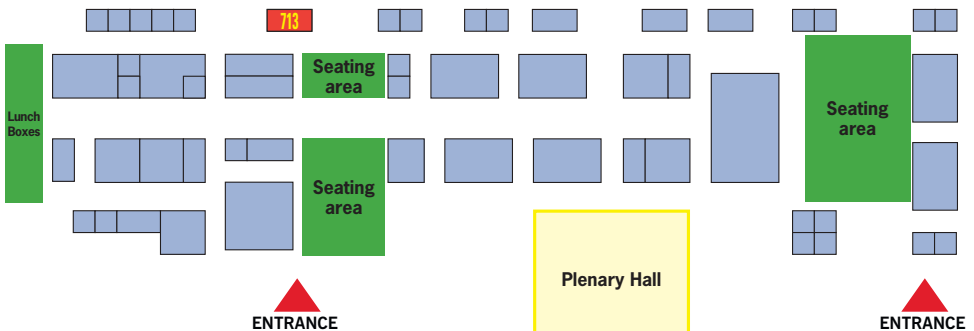 713
Seating
area
Lunch
Boxes
Seating
area
Seating
area
Plenary Hall
ENTRANCE
ENTRANCE